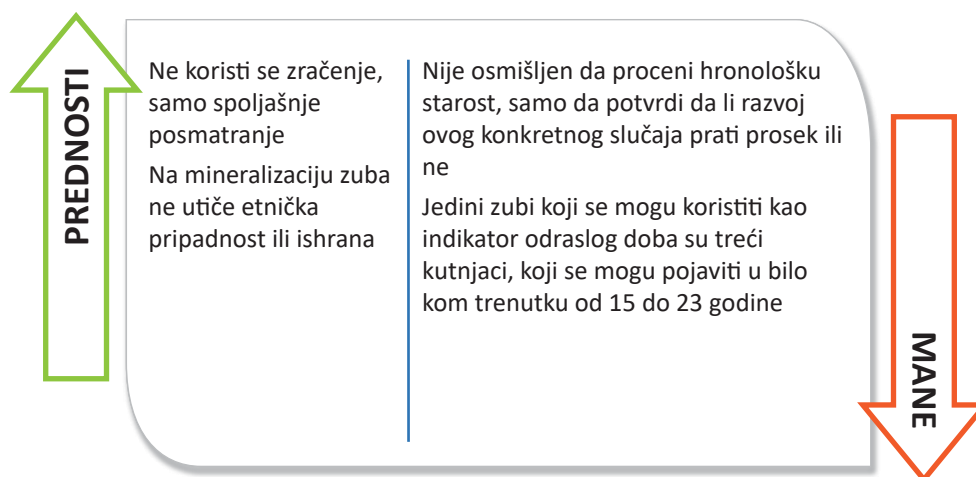 PREDNOSTI
Ne koristi se zračenje,
samo spoljašnje
posmatranje
Na mineralizaciju zuba
ne utiče etnička
pripadnost ili ishrana
Nije osmišljen da proceni hronološku
starost, samo da potvrdi da li razvoj
ovog konkretnog slučaja prati prosek ili
ne
Jedini zubi koji se mogu koristiti kao
indikator odraslog doba su treći
kutnjaci, koji se mogu pojaviti u bilo
kom trenutku od 15 do 23 godine
MANE